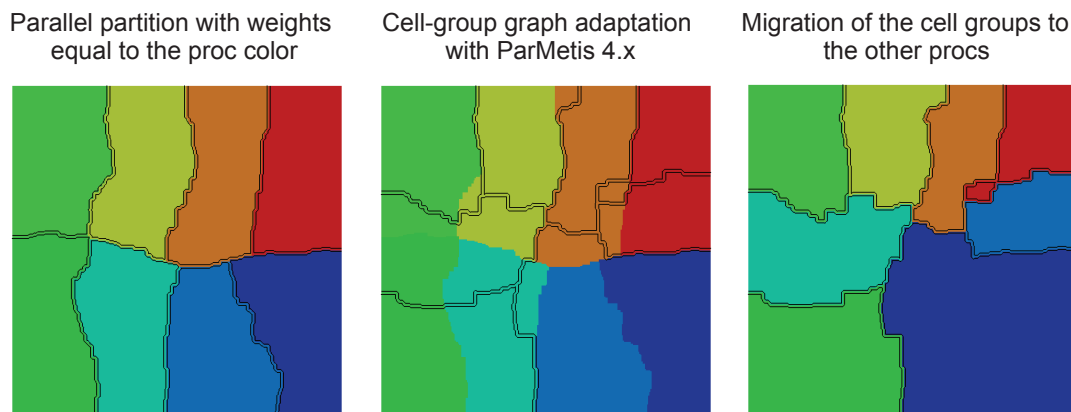 Parallel partition with weights
equal to the proc color
Cell-group graph adaptation
with ParMetis 4.x
Migration of the cell groups to
the other procs